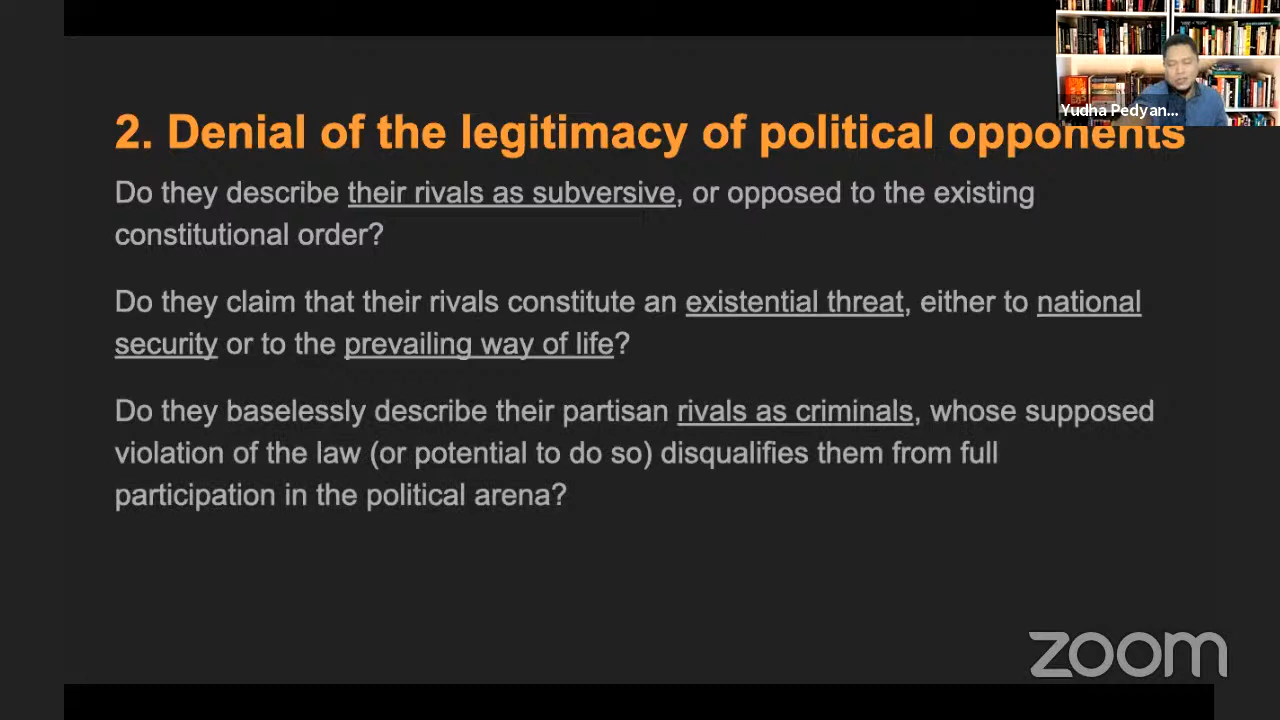 Yudha Pedyan...
2. Denial of the legitimacy of political opponents
Do they describe their rivals as subversive, or opposed to the existing
constitutional order?
Do they claim that their rivals constitute an existential threat, either to national
security or to the prevailing way of life?
Do they baselessly describe their partisan rivals as criminals, whose supposed
violation of the law (or potential to do so) disqualifies them from full
participation in the political arena?
zoom